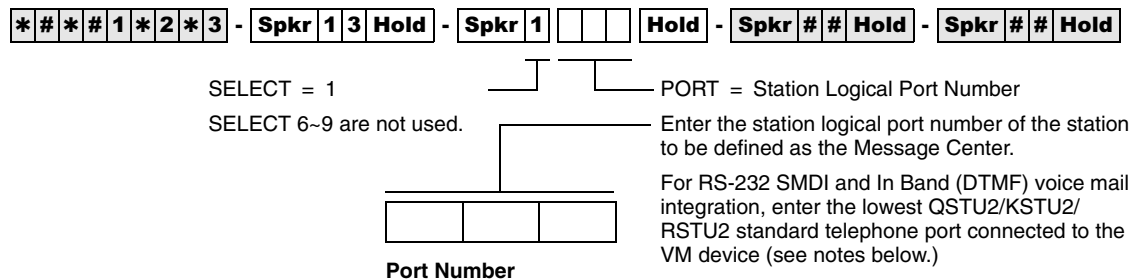 *#*#1*2*3 - Spkr 1 3 Hold - Spkr 1 Hold - Spkr # # Hold - Spkr # # Hold
SELECT = 1
SELECT 6~9 are not used.
PORT = Station Logical Port Number
Enter the station logical port number of the station
to be defined as the Message Center.
For RS-232 SMDI and In Band (DTMF) voice mail
integration, enter the lowest QSTU2/KSTU2/
RSTU2 standard telephone port connected to the
VM device (see notes below.)
Port Number